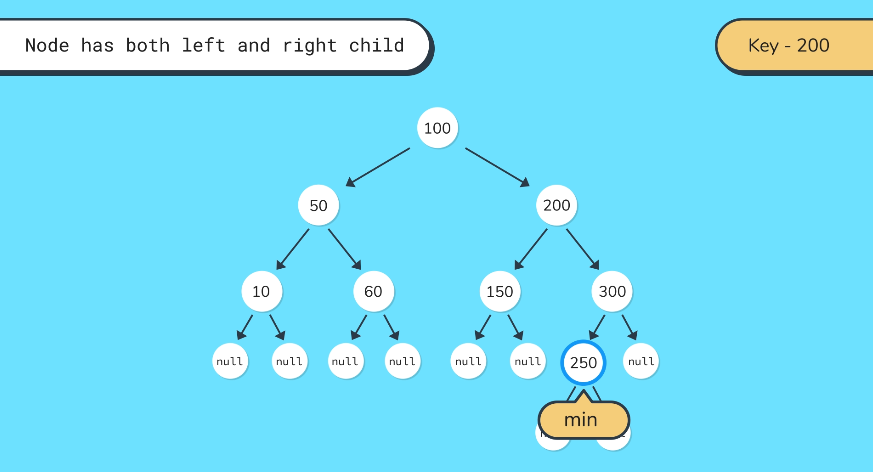 Node has both left and right child
Key - 200
100
50
200
10
60
150
300
null
null
null
null
null
null
250
null
min